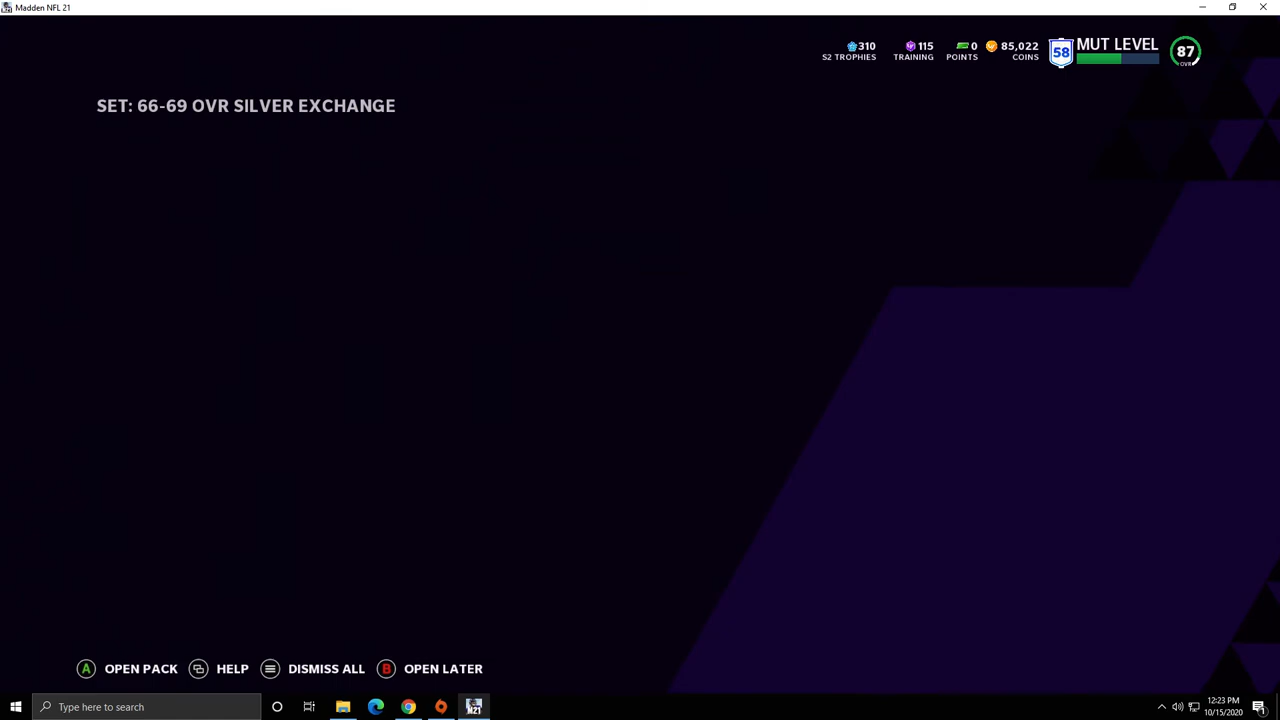 Madden NFL 21
310
S2 TROPHIES
115
TRAINING
0
POINTS
85,022
COINS
58
MUT LEVEL
87
OVR
SET: 66-69 OVR SILVER EXCHANGE
A OPEN PACK
HELP
DISMISS ALL
B OPEN LATER
Type here to search
12:23 PM
10/15/2020
1